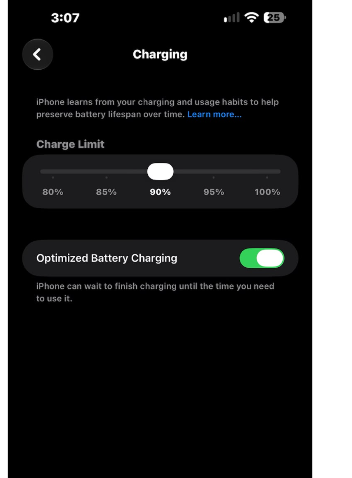 3:07
25
Charging
iPhone learns from your charging and usage habits to help
preserve battery lifespan over time. Learn more...
Charge Limit
80% 85% 90% 95% 100%
Optimized Battery Charging
iPhone can wait to finish charging until the time you need
to use it.